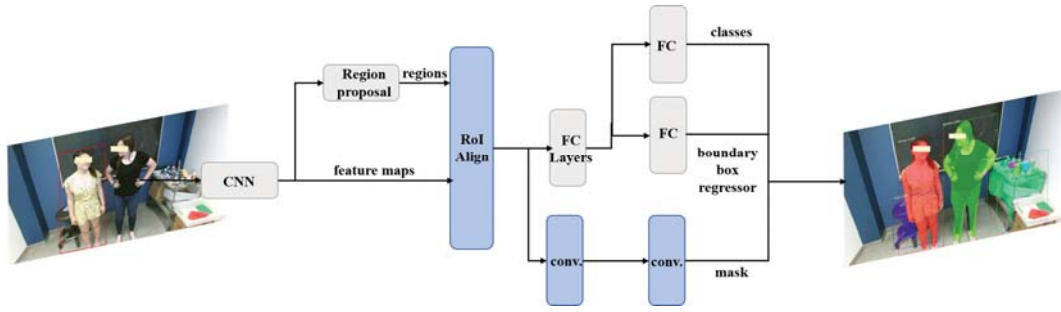 CNN
Region
proposal
regions
feature maps
RoI
Align
FC
Layers
FC
classes
FC
boundary
box
regressor
conv.
conv.
mask